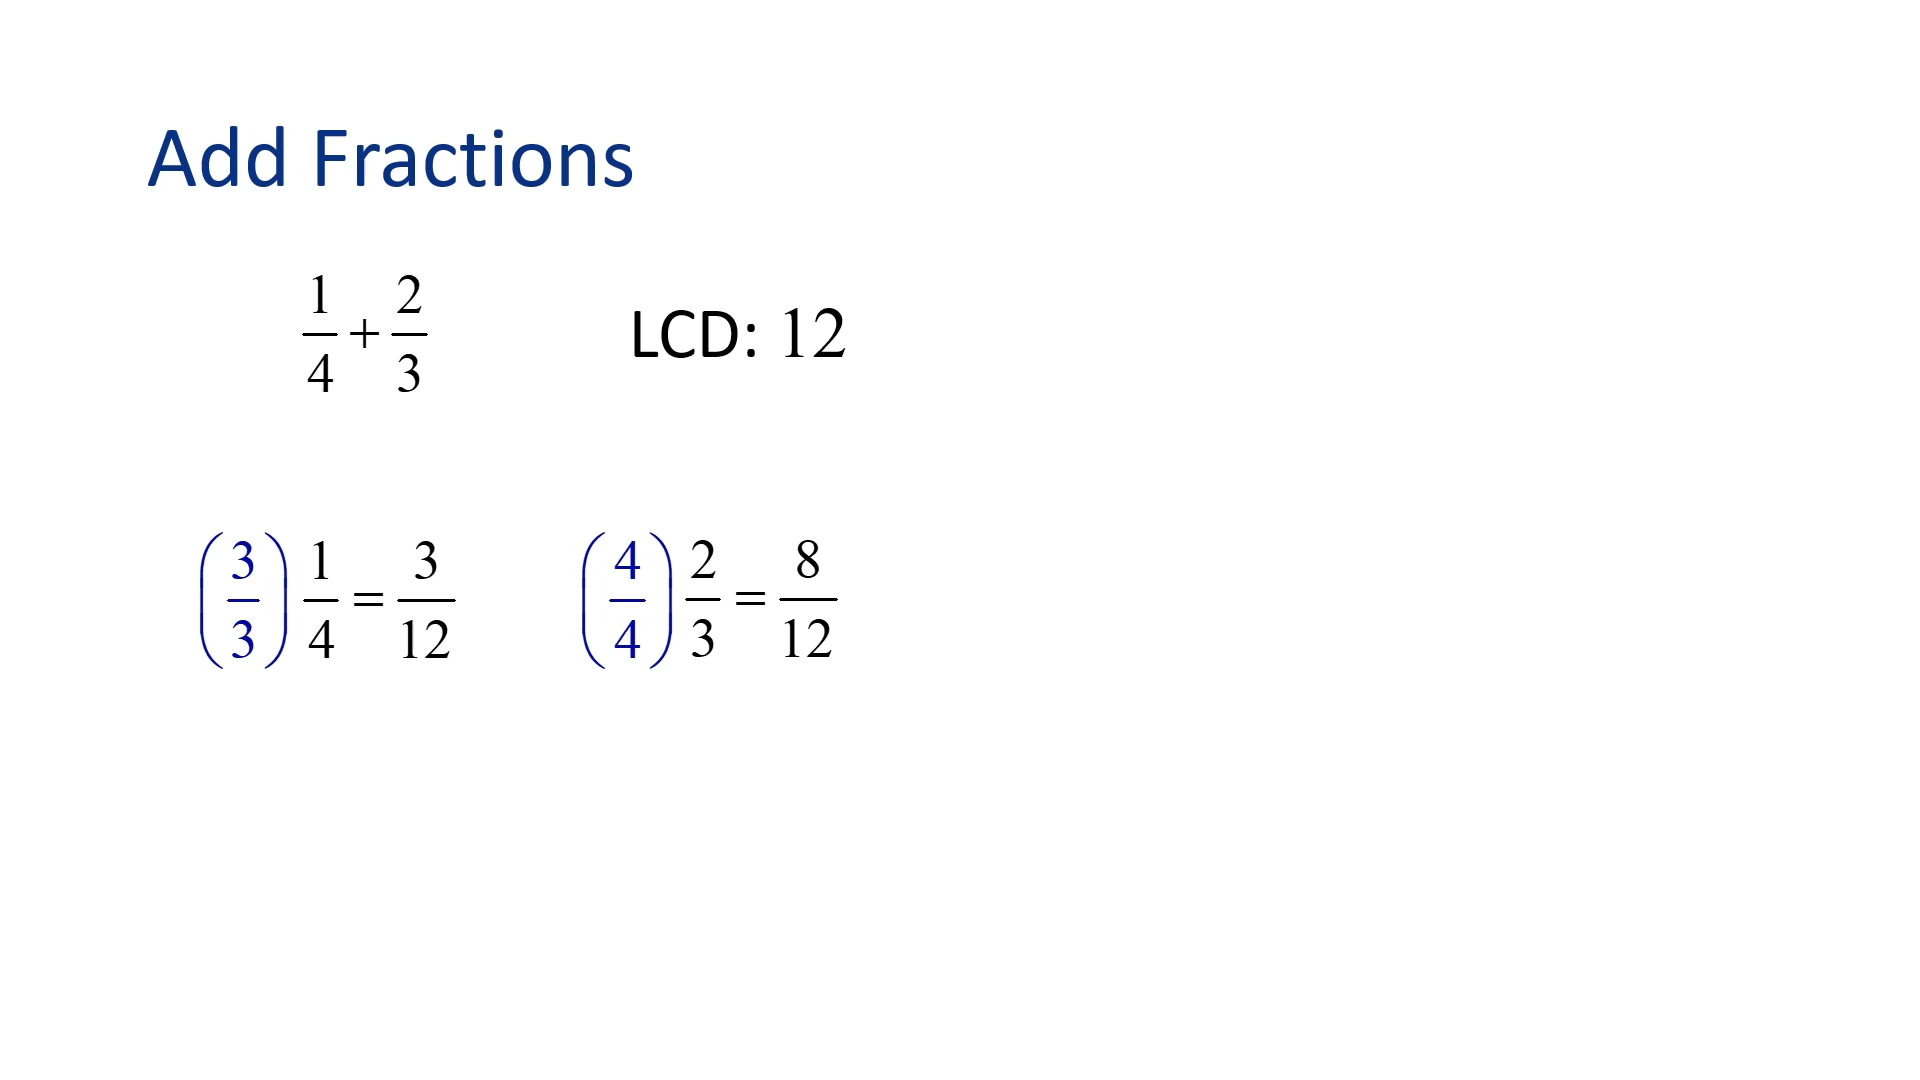 Add Fractions
1/4 + 2/3 LCD: 12
(3/3) 1/4 = 3/12 (4/4) 2/3 = 8/12